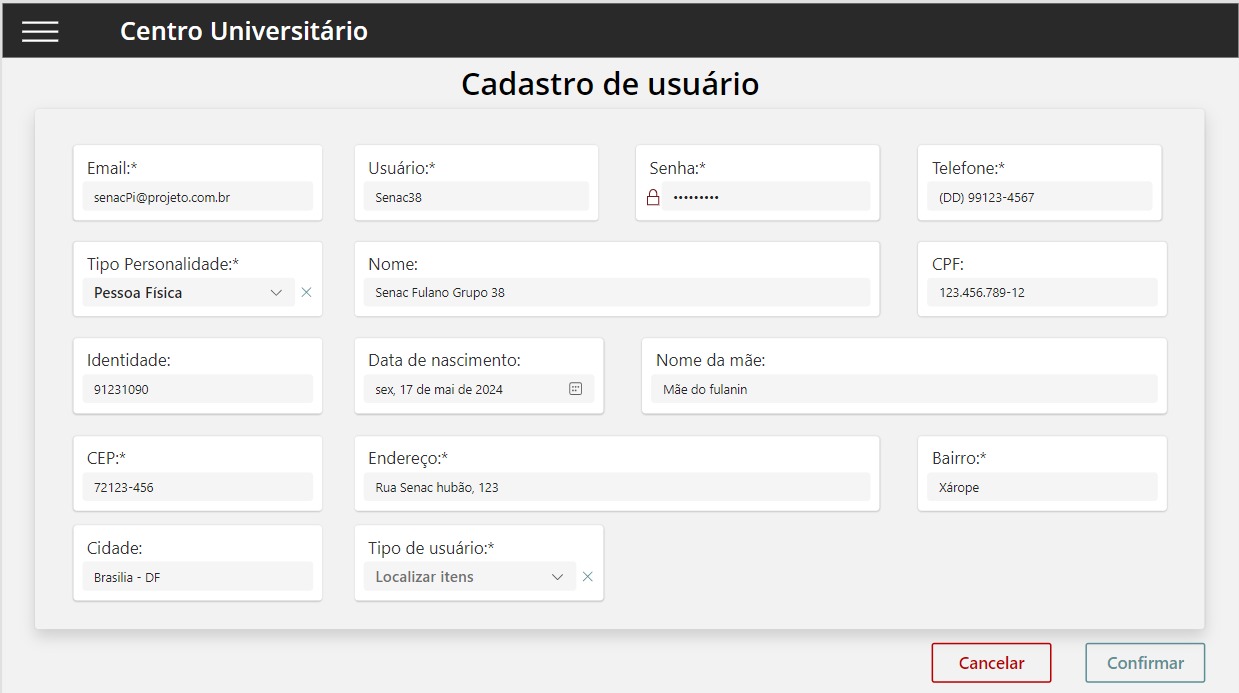 Centro Universitário
Cadastro de usuário
Email:*
senacPi@projeto.com.br
Usuário:*
Senac38
Senha:*
•••••••••
Telefone:*
(DD) 99123-4567
Tipo Personalidade:*
Pessoa Física
Nome:
Senac Fulano Grupo 38
CPF:
123.456.789-12
Identidade:
91231090
Data de nascimento:
sex, 17 de mai de 2024
Nome da mãe:
Mãe do fulanin
CEP:*
72123-456
Endereço:*
Rua Senac hubão, 123
Bairro:*
Xárope
Cidade:
Brasilia - DF
Tipo de usuário:*
Localizar itens
Cancelar
Confirmar